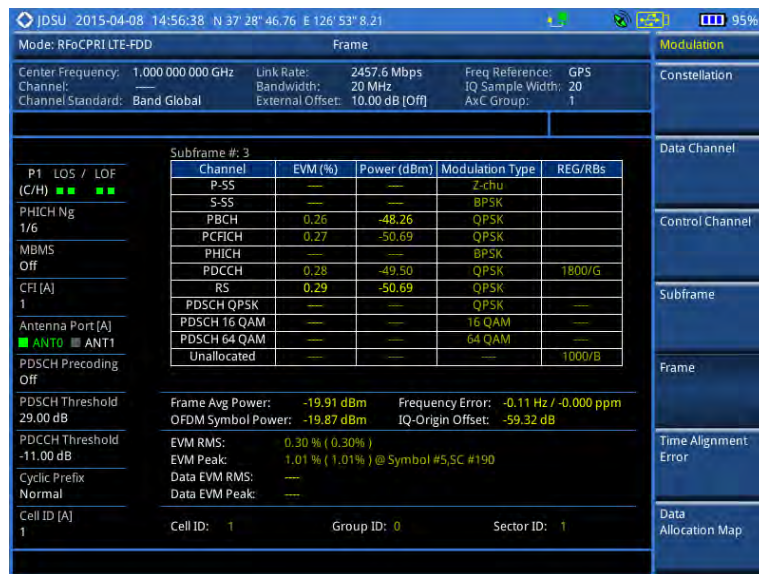 JDSU 2015-04-08 14:56:38 N 37' 28" 46.76 E 126' 53" 8.21 95%
Mode: RFoCPRI LTE-FDD Frame
Center Frequency: 1.000 000 000 GHz Link Rate: 2457.6 Mbps Freq Reference: GPS
Channel: ---- Bandwidth: 20 MHz IQ Sample Width: 20
Channel Standard: Band Global External Offset: 10.00 dB [Off] AxC Group: 1
P1 LOS / LOF
(C/H)
PHICH Ng
1/6
MBMS
Off
CFI [A]
1
Antenna Port [A]
ANT0 ANT1
PDSCH Precoding
Off
PDSCH Threshold
29.00 dB
PDCCH Threshold
-11.00 dB
Cyclic Prefix
Normal
Cell ID [A]
1
Subframe #: 3
Channel EVM (%) Power (dBm) Modulation Type REG/RBs
P-SS ---- ---- Z-chu
S-SS ---- ---- BPSK
PBCH 0.26 -48.26 QPSK
PCFICH 0.27 -50.69 QPSK
PHICH ---- ---- BPSK
PDCCH 0.28 -49.50 QPSK 1800/G
RS 0.29 -50.69 QPSK
PDSCH QPSK ---- ---- QPSK ----
PDSCH 16 QAM ---- ---- 16 QAM ----
PDSCH 64 QAM ---- ---- 64 QAM ----
Unallocated ---- ---- ---- 1000/B
Frame Avg Power: -19.91 dBm Frequency Error: -0.11 Hz / -0.000 ppm
OFDM Symbol Power: -19.87 dBm IQ-Origin Offset: -59.32 dB
EVM RMS: 0.30 % ( 0.30% )
EVM Peak: 1.01 % ( 1.01% ) @ Symbol #5,SC #190
Data EVM RMS: ----
Data EVM Peak: ----
Cell ID: 1 Group ID: 0 Sector ID: 1
Modulation
Constellation
Data Channel
Control Channel
Subframe
Frame
Time Alignment
Error
Data
Allocation Map